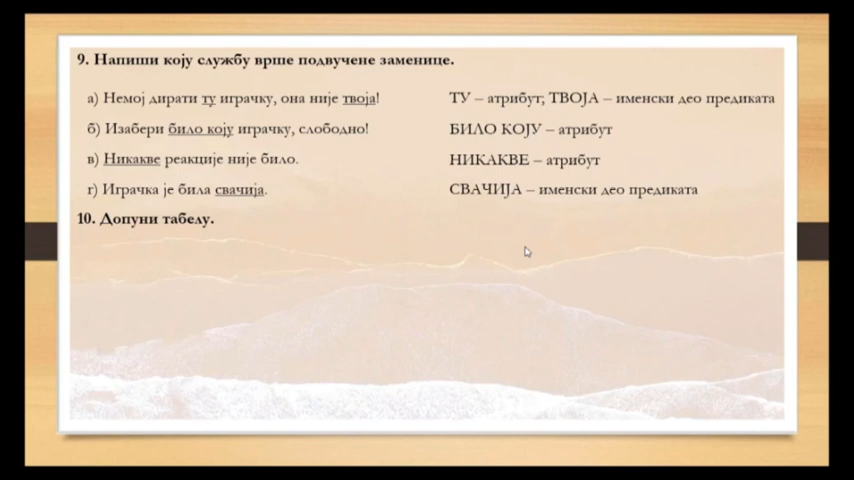 9. Напиши коју службу врше подвучене заменице.
а) Немој дирати ту играчку, она није твоја! ТУ – атрибут; ТВОЈА – именски део предиката
б) Изабери било коју играчку, слободно! БИЛО КОЈУ – атрибут
в) Никакве реакције није било. НИКАКВЕ – атрибут
г) Играчка је била свачија. СВАЧИЈА – именски део предиката
10. Допуни табелу.